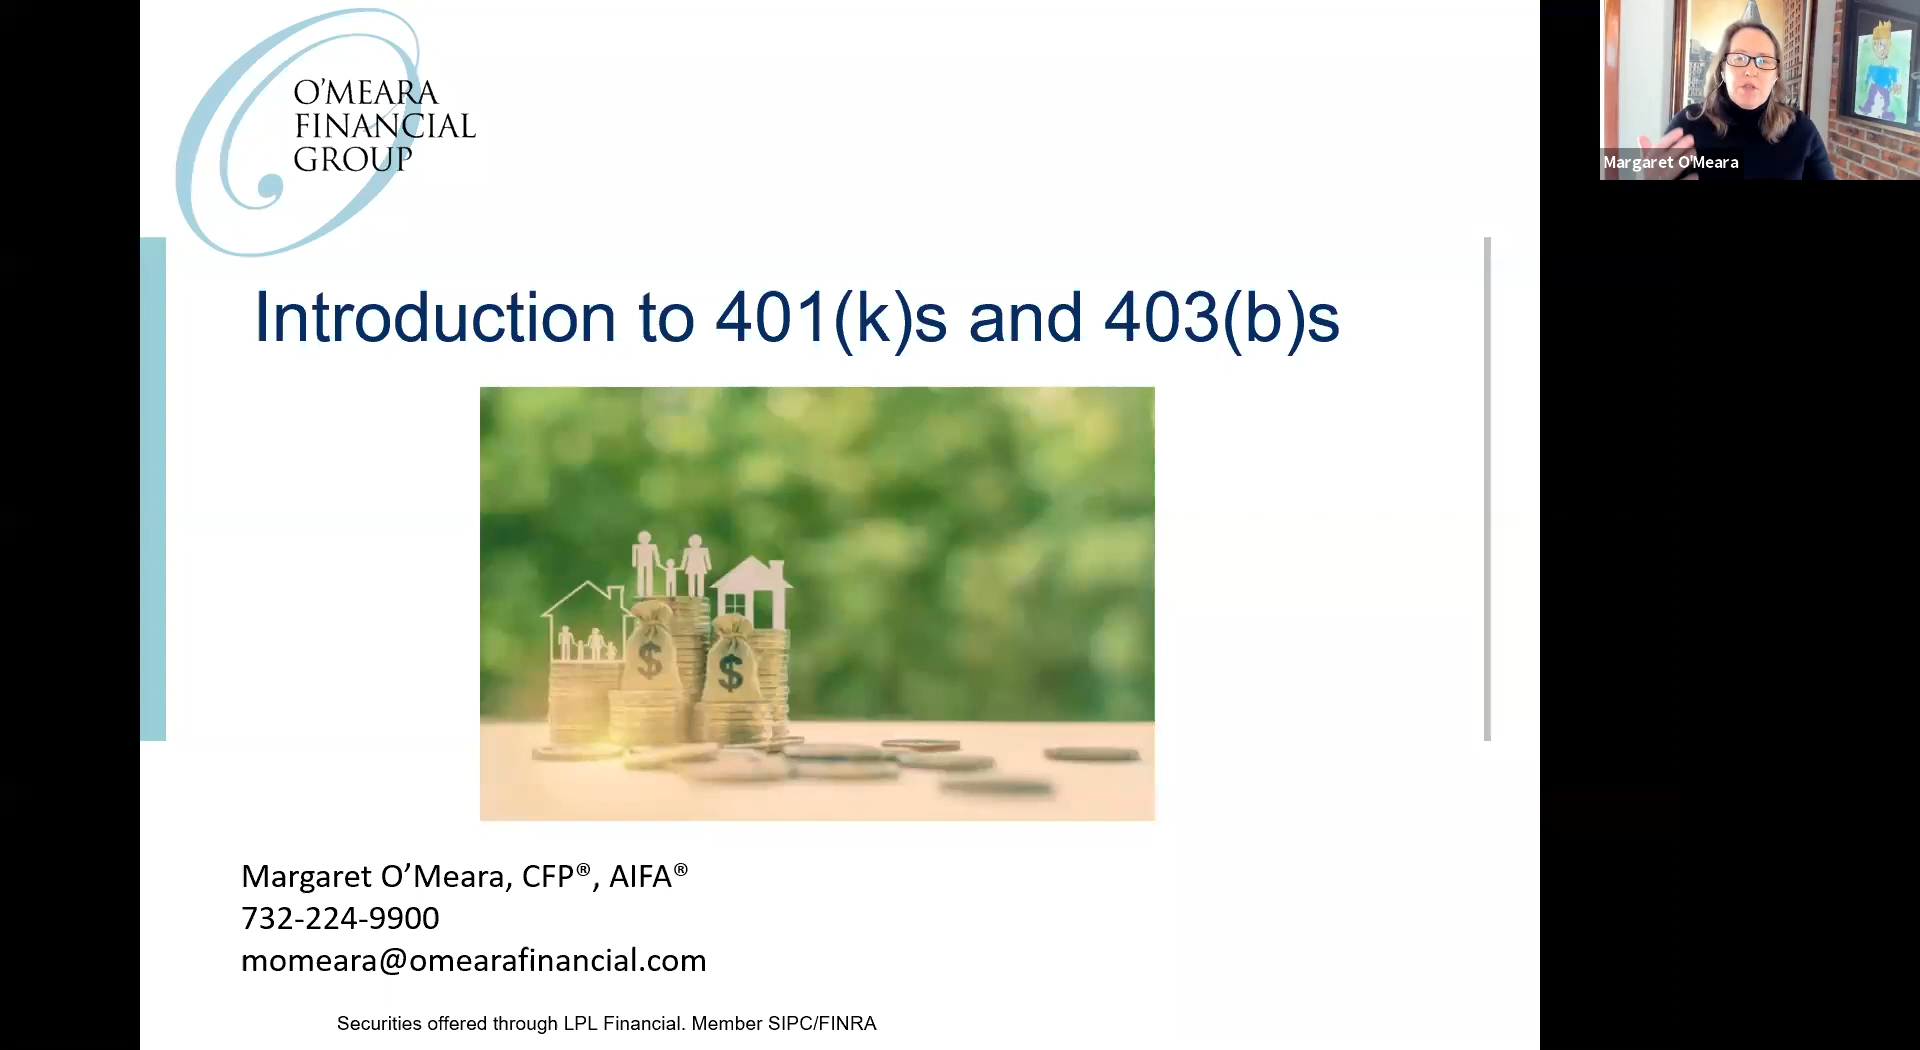 O’MEARA
FINANCIAL
GROUP
Margaret O'Meara
Introduction to 401(k)s and 403(b)s
$
$
Margaret O’Meara, CFP®, AIFA®
732-224-9900
momeara@omearafinancial.com
Securities offered through LPL Financial. Member SIPC/FINRA